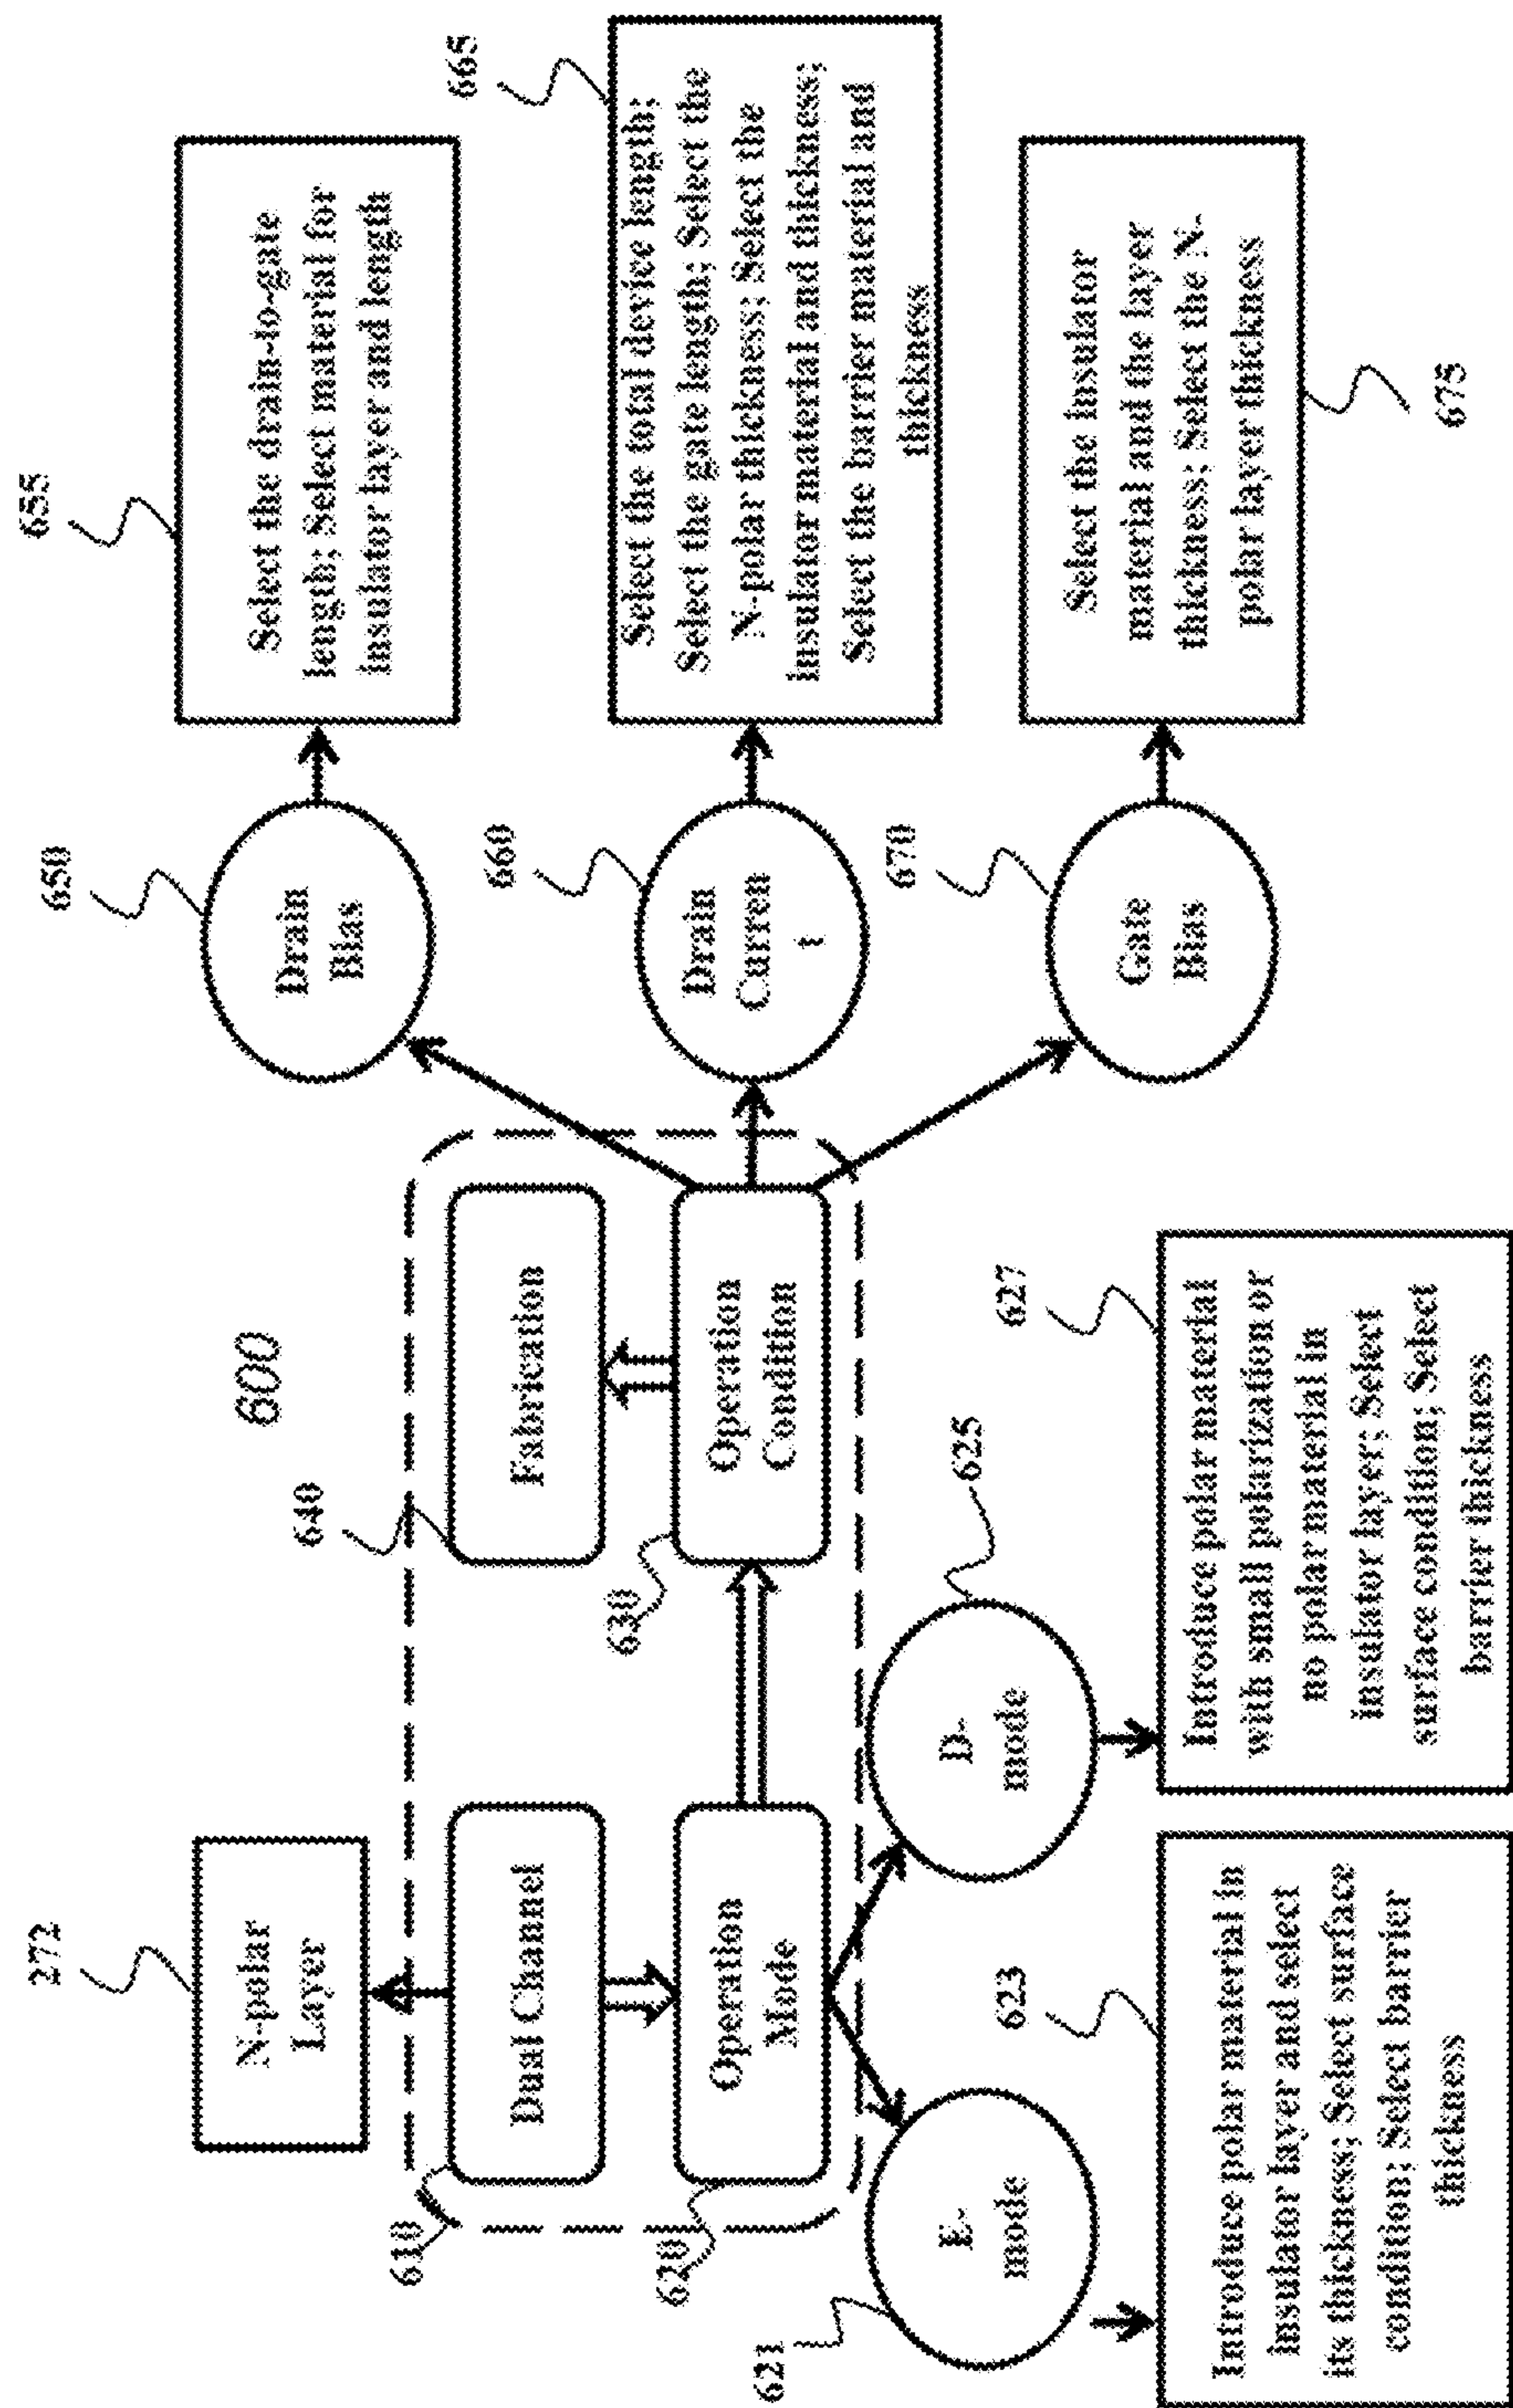 600
272
N-polar
Layer
610
Dual Channel
640
Fabrication
620
Operation
Mode
630
Operation
Condition
621
E-
mode
625
D-
mode
623
Introduce polar material in
insulator layer and select
its thickness; Select surface
condition; Select barrier
thickness
627
Introduce polar material
with small polarization or
no polar material in
insulator layer; Select
surface condition; Select
barrier thickness
650
Drain
Bias
655
Select the drain-to-gate
length; Select material for
insulator layer and length
660
Drain
Curren
t
665
Select the total device length;
Select the gate length; Select the
N-polar thickness; Select the
insulator material and thickness;
Select the barrier material and
thickness
670
Gate
Bias
675
Select the insulator
material and the layer
thickness; Select the N-
polar layer thickness